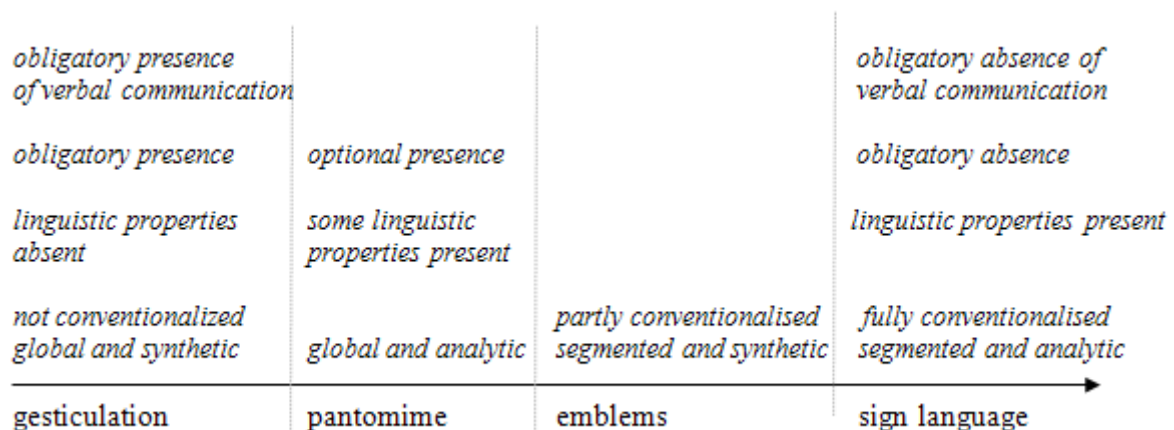 obligatory presence
of verbal communication
obligatory absence of
verbal communication
obligatory presence
optional presence
obligatory absence
linguistic properties
absent
some linguistic
properties present
linguistic properties present
not conventionalized
global and synthetic
global and analytic
partly conventionalised
segmented and synthetic
fully conventionalised
segmented and analytic
gesticulation
pantomime
emblems
sign language